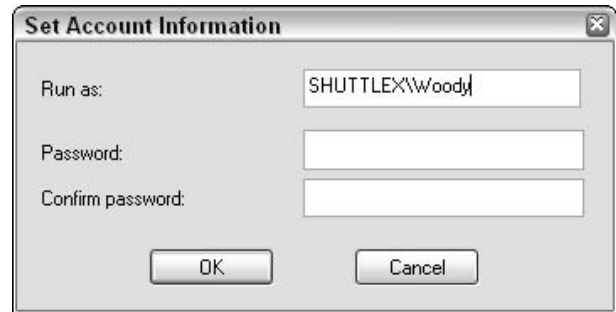 Set Account Information
Run as: SHUTTLEX\Woody
Password:
Confirm password:
OK Cancel